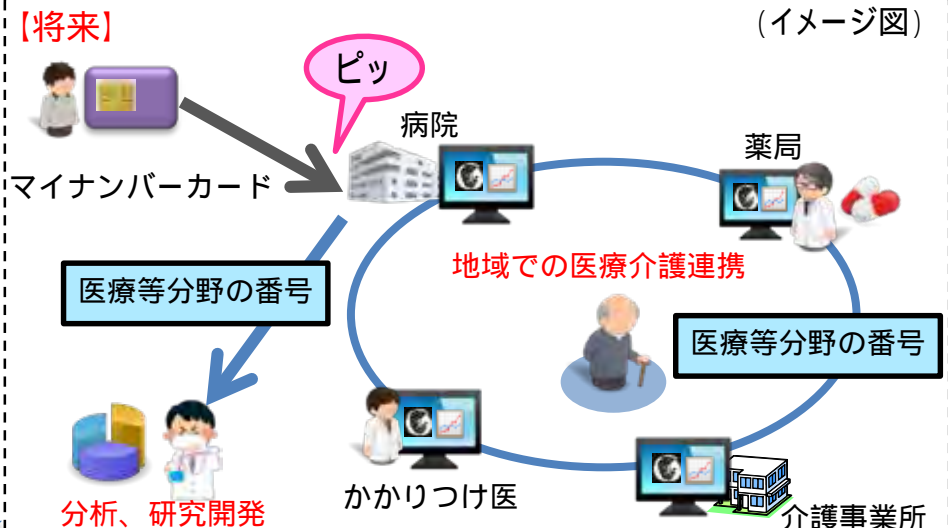 【将来】
(イメージ図)
ピッ
病院
薬局
マイナンバーカード
地域での医療介護連携
医療等分野の番号
医療等分野の番号
かかりつけ医
分析、研究開発
介護事業所